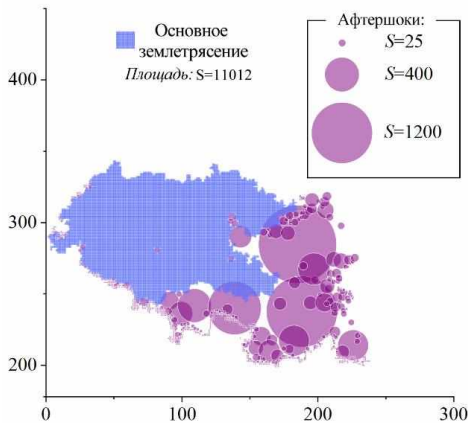 Основное
землетрясение
Площадь: S=11012
Афтершоки:
S=25
S=400
S=1200
400
300
200
0
100
200
300